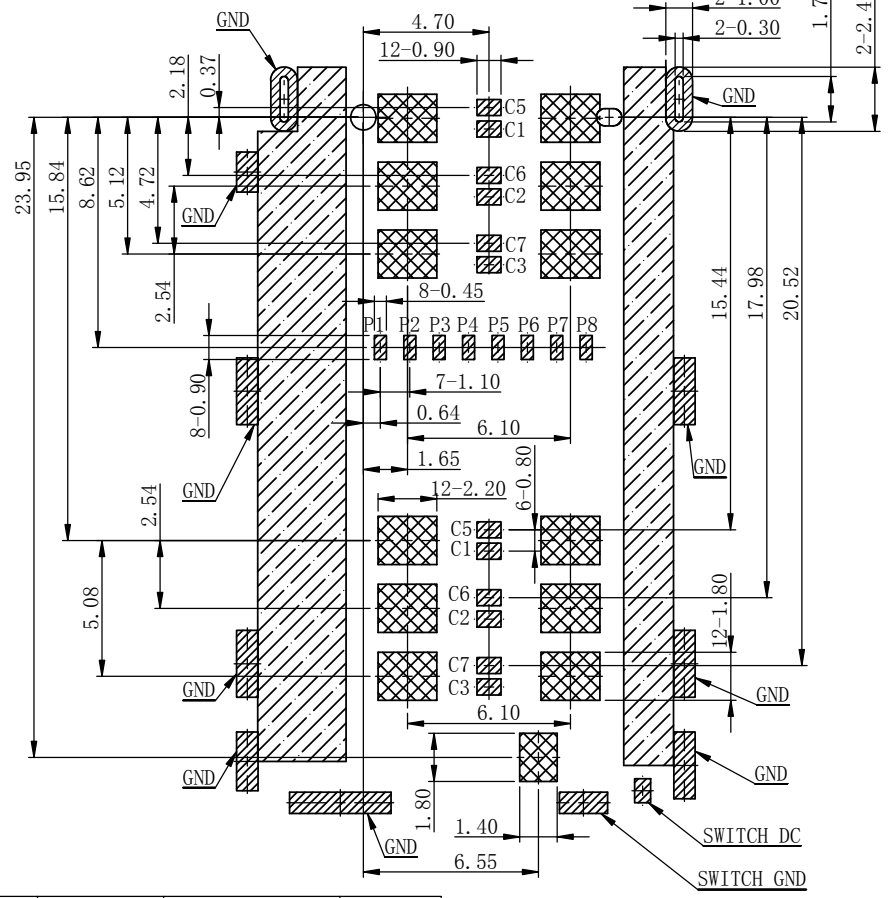 GND
4.70
2-0.30
12-0.90
2.18
0.37
C5
C1
GND
23.95
15.84
8.62
5.12
4.72
C6
C2
GND
C7
C3
2.54
8-0.45
15.44
17.98
20.52
P1 P2 P3 P4 P5 P6 P7 P8
7-1.10
8-0.90
0.64
6.10
1.65
GND
GND
12-2.20
6-0.80
2.54
C5
C1
5.08
C6
C2
12-1.80
C7
C3
GND
GND
6.10
GND
GND
1.80
1.40
GND
6.55
SWITCH DC
SWITCH GND